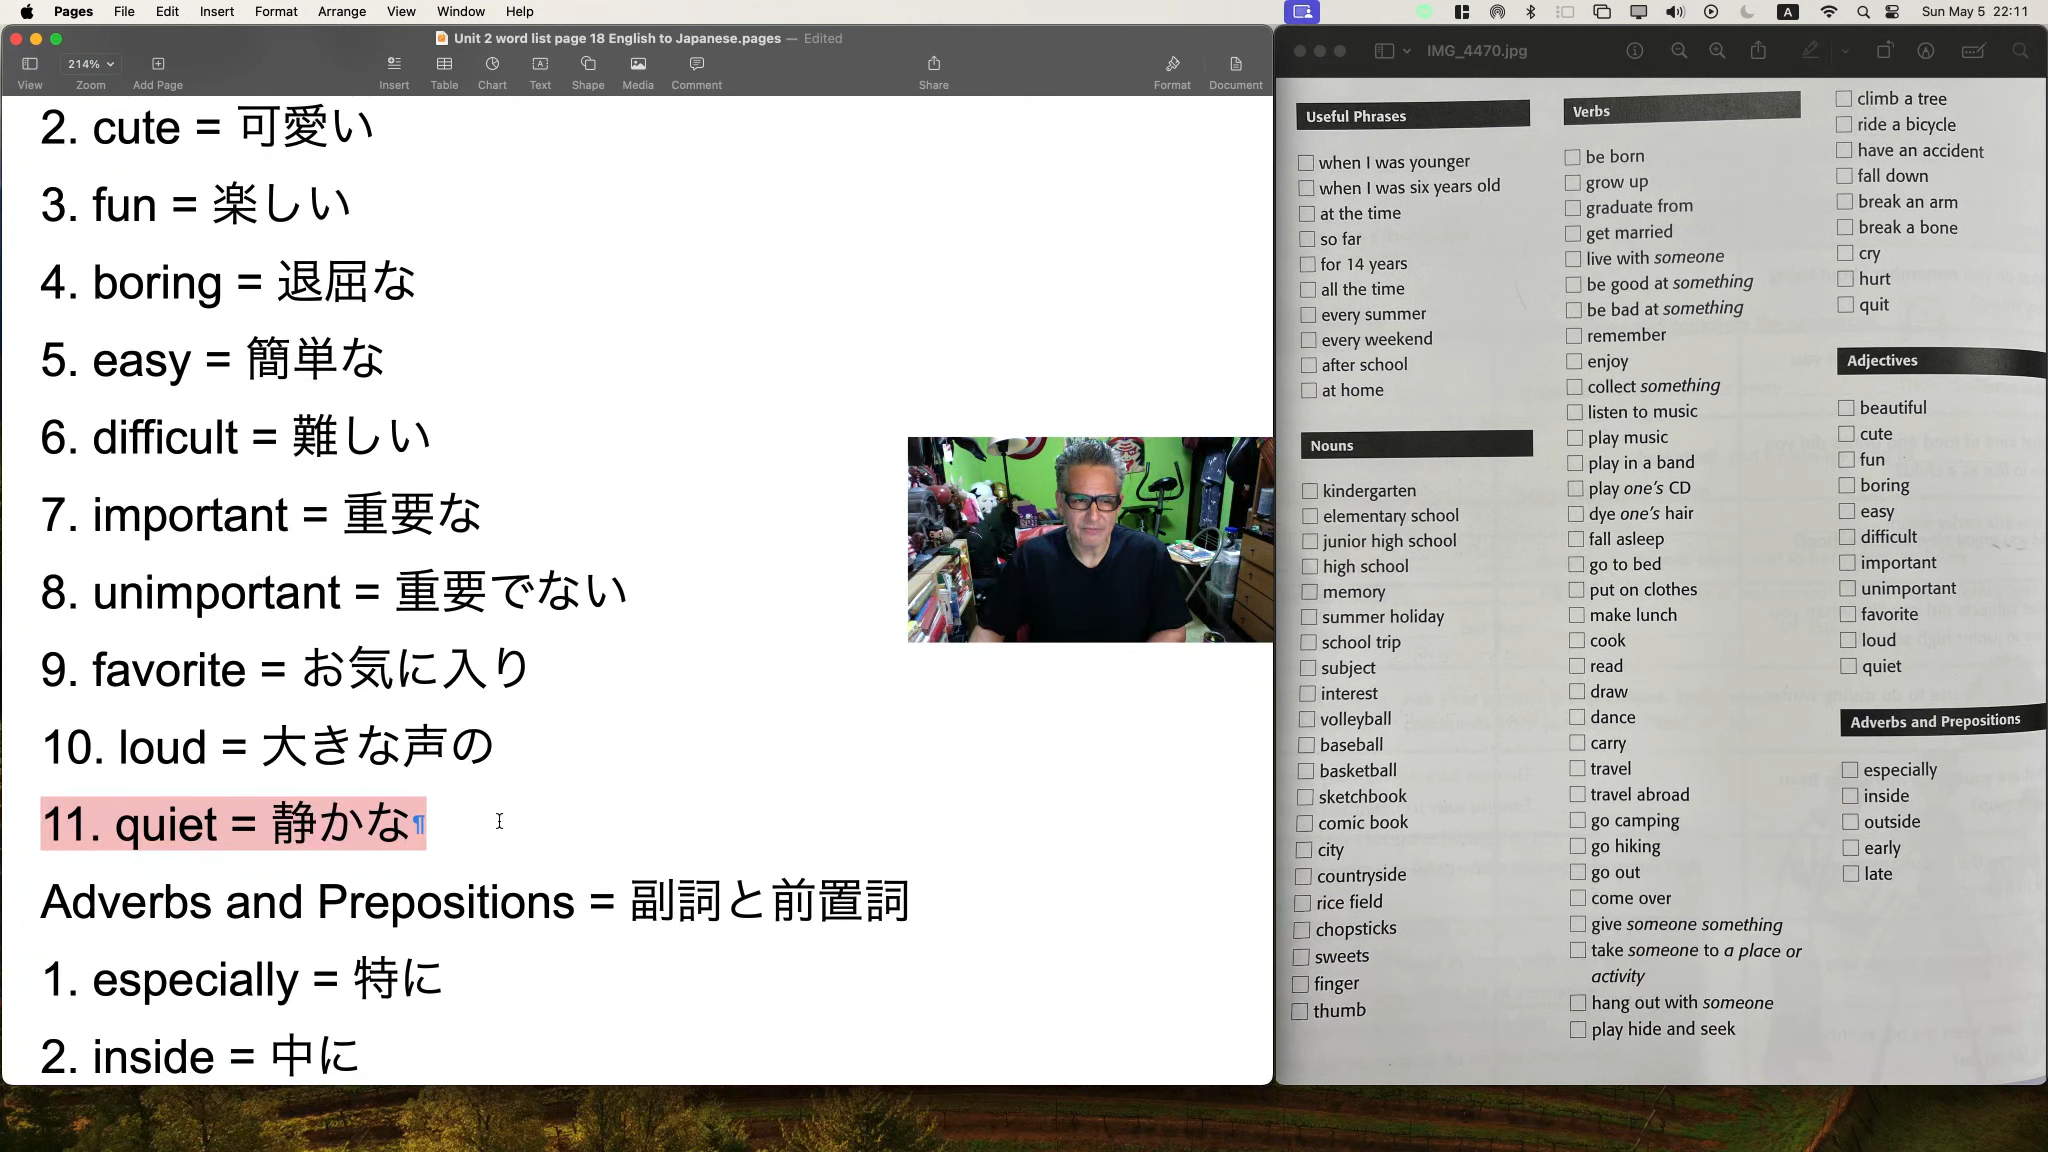 Pages File Edit Insert Format Arrange View Window Help
A Sun May 5 22:11
Unit 2 word list page 18 English to Japanese.pages — Edited
214%
View Zoom Add Page Insert Table Chart Text Shape Media Comment Share Format Document
2. cute = 可愛い
3. fun = 楽しい
4. boring = 退屈な
5. easy = 簡単な
6. difficult = 難しい
7. important = 重要な
8. unimportant = 重要でない
9. favorite = お気に入り
10. loud = 大きな声の
11. quiet = 静かな¶
Adverbs and Prepositions = 副詞と前置詞
1. especially = 特に
2. inside = 中に
IMG_4470.jpg
Useful Phrases
when I was younger
when I was six years old
at the time
so far
for 14 years
all the time
every summer
every weekend
after school
at home
Nouns
kindergarten
elementary school
junior high school
high school
memory
summer holiday
school trip
subject
interest
volleyball
baseball
basketball
sketchbook
comic book
city
countryside
rice field
chopsticks
sweets
finger
thumb
Verbs
be born
grow up
graduate from
get married
live with someone
be good at something
be bad at something
remember
enjoy
collect something
listen to music
play music
play in a band
play one's CD
dye one's hair
fall asleep
go to bed
put on clothes
make lunch
cook
read
draw
dance
carry
travel
travel abroad
go camping
go hiking
go out
come over
give someone something
take someone to a place or
activity
hang out with someone
play hide and seek
climb a tree
ride a bicycle
have an accident
fall down
break an arm
break a bone
cry
hurt
quit
Adjectives
beautiful
cute
fun
boring
easy
difficult
important
unimportant
favorite
loud
quiet
Adverbs and Prepositions
especially
inside
outside
early
late